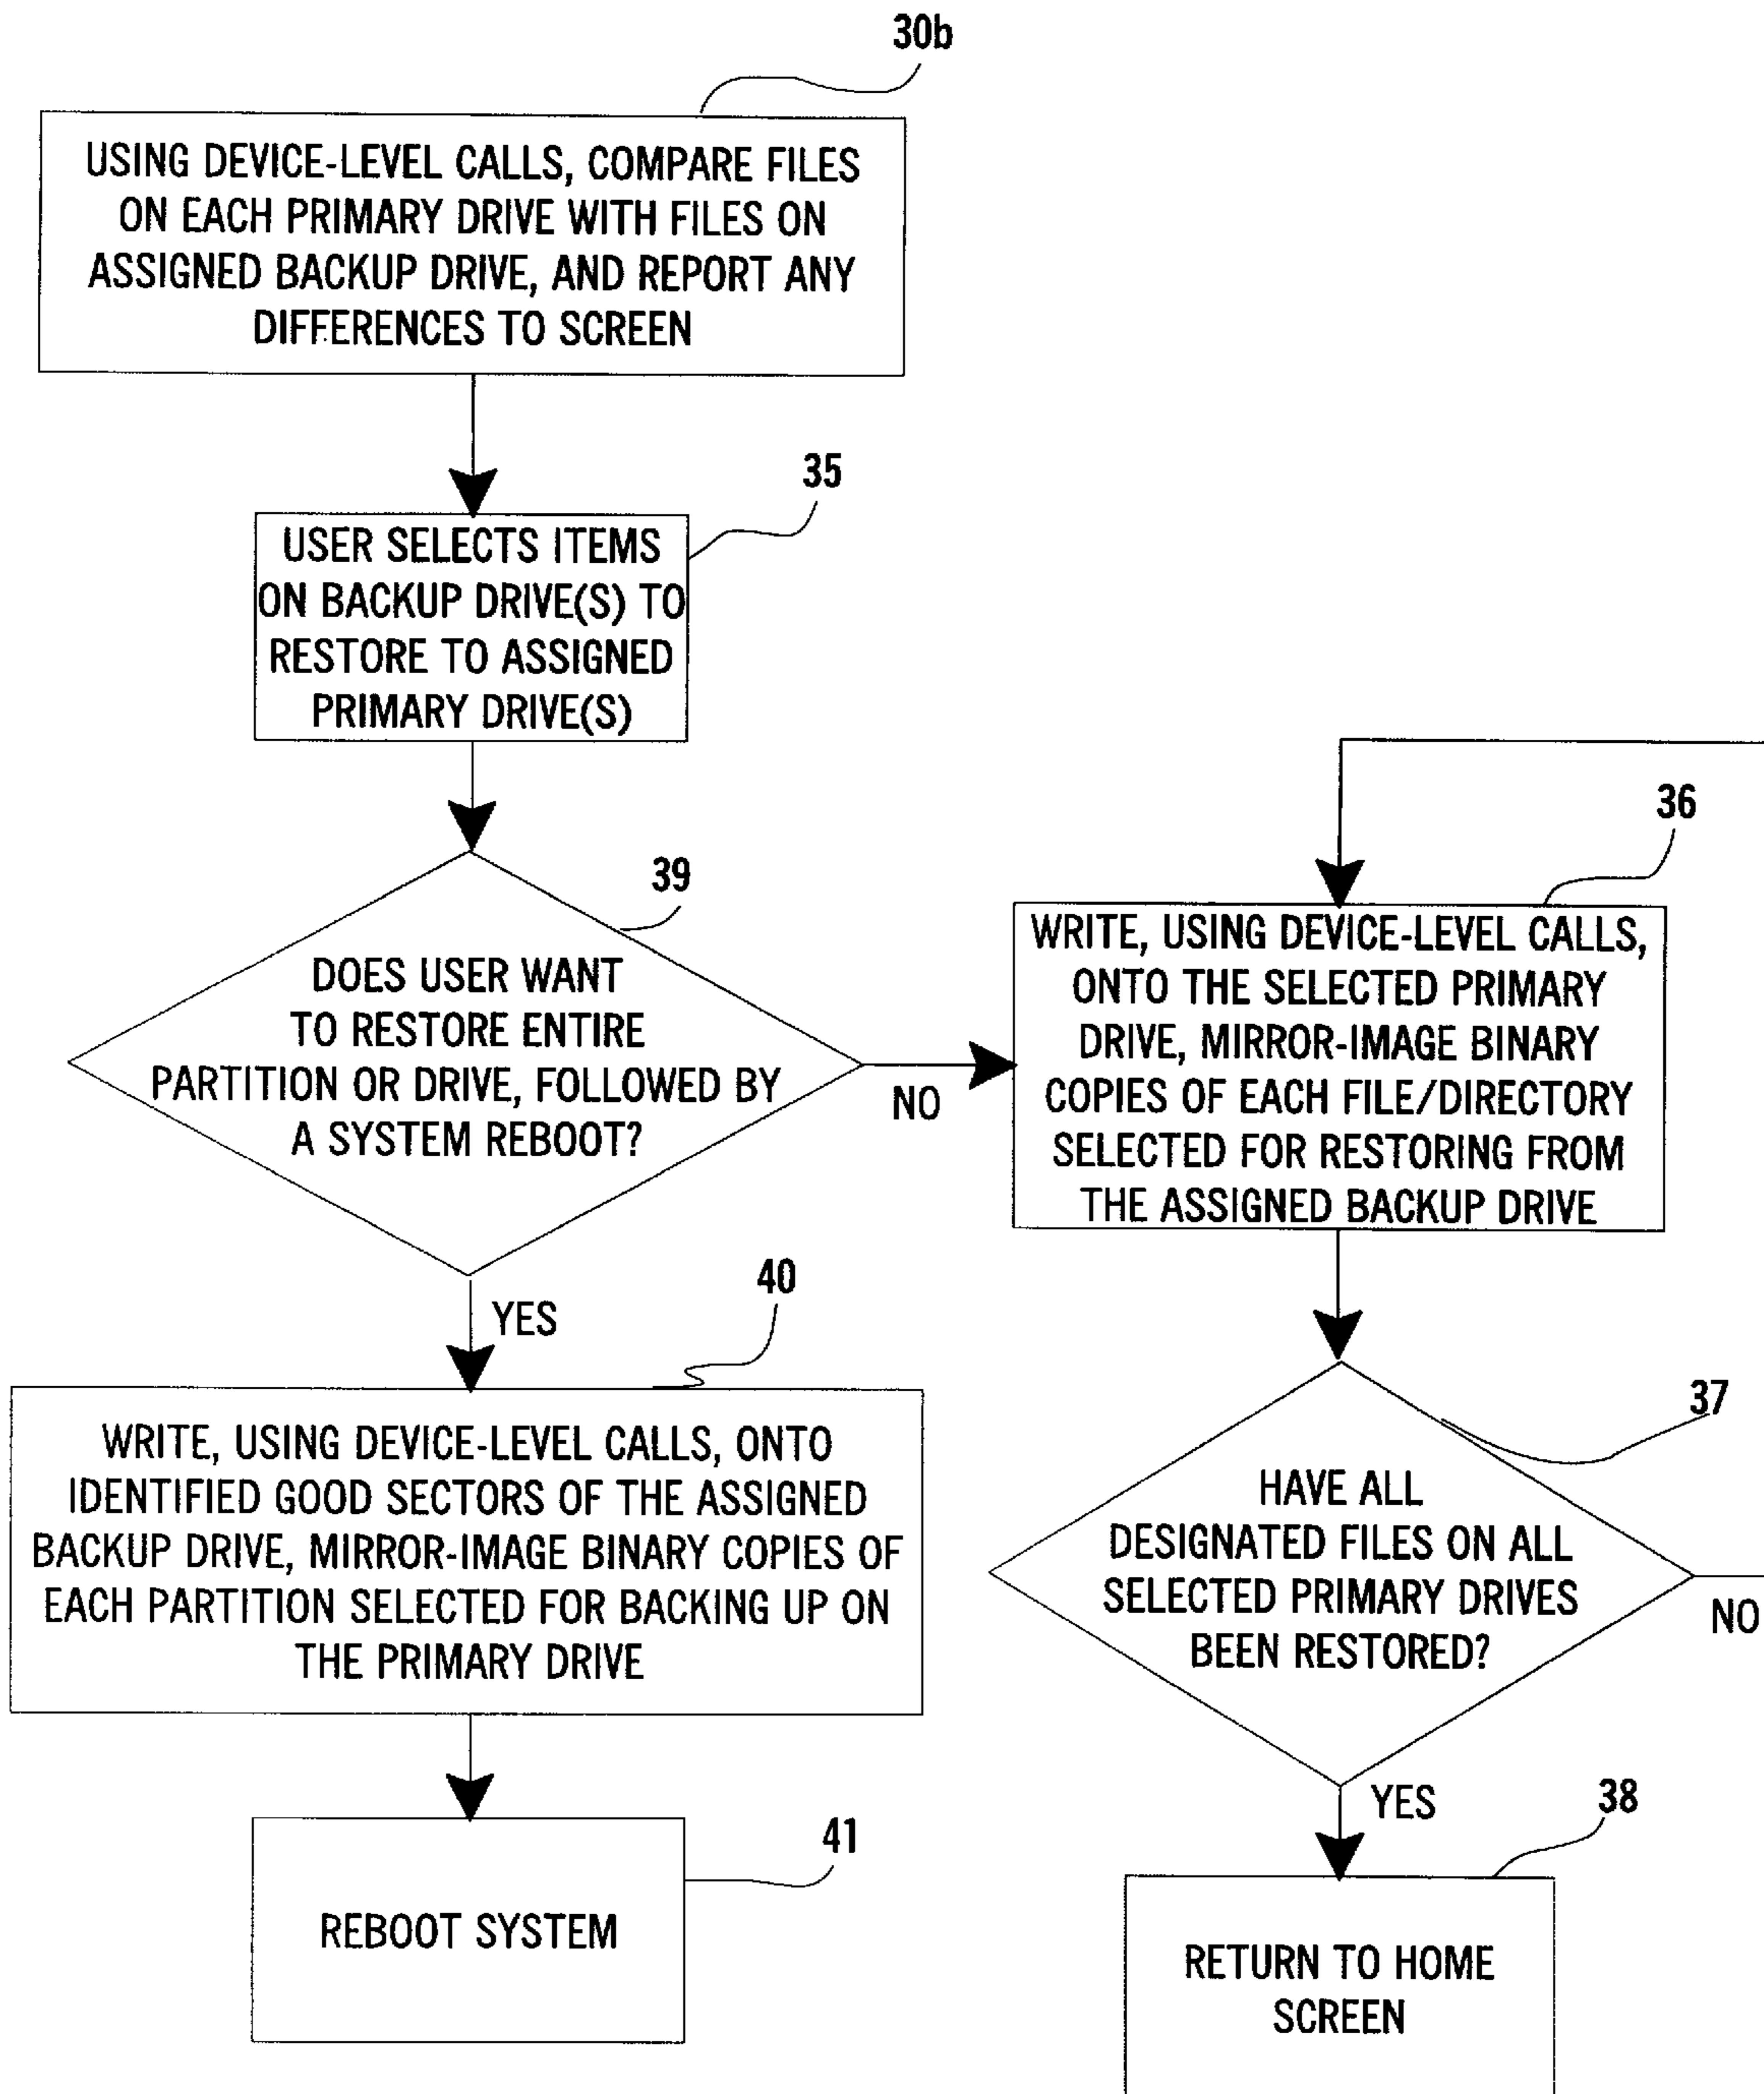 30b
USING DEVICE-LEVEL CALLS, COMPARE FILES
ON EACH PRIMARY DRIVE WITH FILES ON
ASSIGNED BACKUP DRIVE, AND REPORT ANY
DIFFERENCES TO SCREEN
35
USER SELECTS ITEMS
ON BACKUP DRIVE(S) TO
RESTORE TO ASSIGNED
PRIMARY DRIVE(S)
39
DOES USER WANT
TO RESTORE ENTIRE
PARTITION OR DRIVE, FOLLOWED BY
A SYSTEM REBOOT?
NO
YES
36
WRITE, USING DEVICE-LEVEL CALLS,
ONTO THE SELECTED PRIMARY
DRIVE, MIRROR-IMAGE BINARY
COPIES OF EACH FILE/DIRECTORY
SELECTED FOR RESTORING FROM
THE ASSIGNED BACKUP DRIVE
40
WRITE, USING DEVICE-LEVEL CALLS, ONTO
IDENTIFIED GOOD SECTORS OF THE ASSIGNED
BACKUP DRIVE, MIRROR-IMAGE BINARY COPIES OF
EACH PARTITION SELECTED FOR BACKING UP ON
THE PRIMARY DRIVE
37
HAVE ALL
DESIGNATED FILES ON ALL
SELECTED PRIMARY DRIVES
BEEN RESTORED?
NO
YES
41
REBOOT SYSTEM
38
RETURN TO HOME
SCREEN